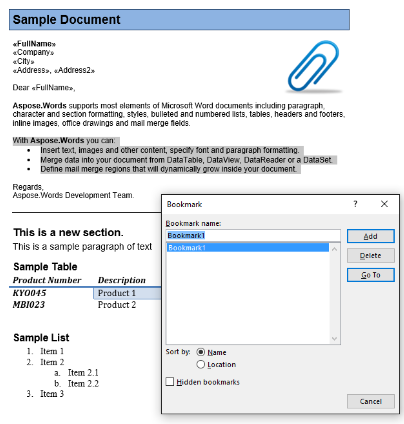 Sample Document
«FullName»
«Company»
«City»
«Address», «Address2»
Dear «FullName»,
Aspose.Words supports most elements of Microsoft Word documents including paragraph,
character and section formatting, styles, bulleted and numbered lists, tables, headers and footers,
inline images, office drawings and mail merge fields.
With Aspose.Words you can:
• Insert text, images and other content, specify font and paragraph formatting.
• Merge data into your document from DataTable, DataView, DataReader or a DataSet.
• Define mail merge regions that will dynamically grow inside your document.
Regards,
Aspose.Words Development Team.
This is a new section.
This is a sample paragraph of text
Sample Table
Product Number Description
KYO045 Product 1
MBI023 Product 2
Sample List
1. Item 1
2. Item 2
a. Item 2.1
b. Item 2.2
3. Item 3
Bookmark ? ×
Bookmark name:
Bookmark1
Bookmark1
Add
Delete
Go To
Sort by: Name
Location
Hidden bookmarks
Cancel